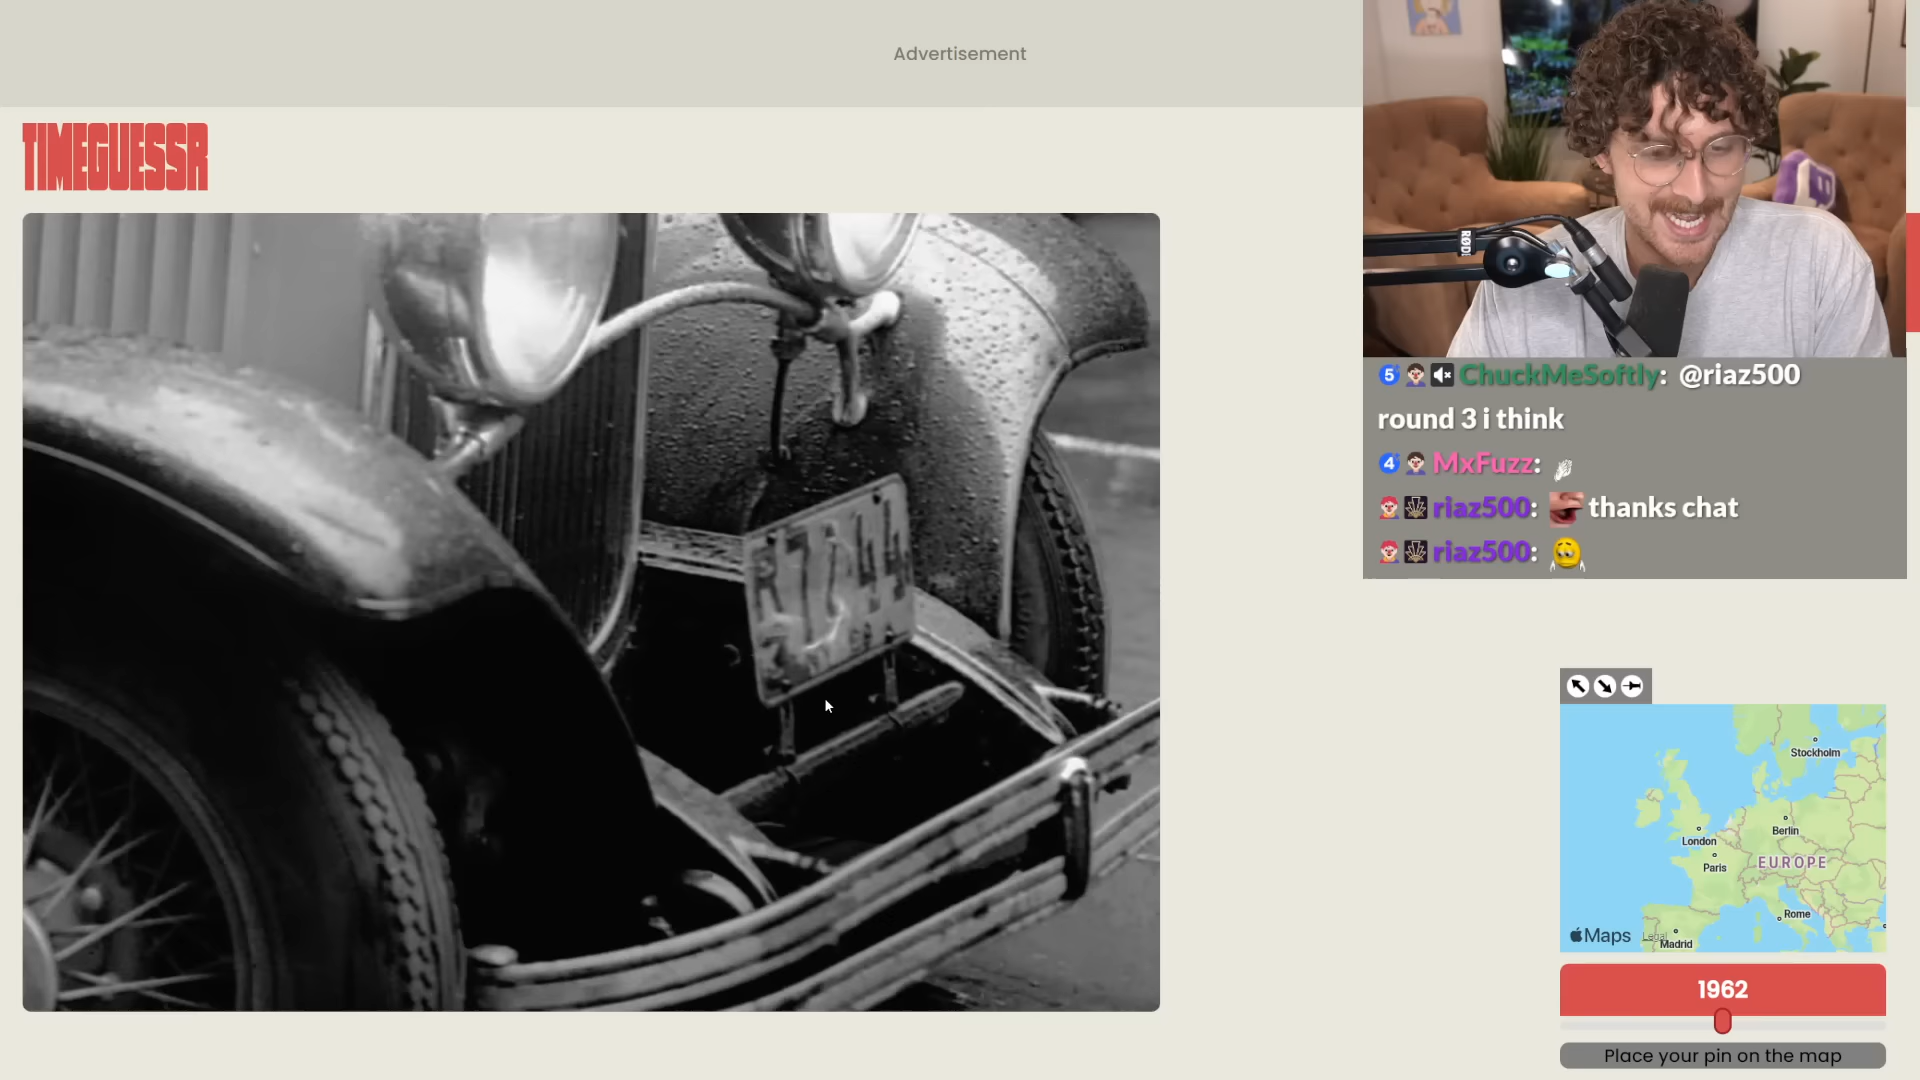 Advertisement
TIMEGUESSR
RØDE
5 ChuckMeSoftly: @riaz500
round 3 i think
4 MxFuzz:
riaz500: thanks chat
riaz500:
Stockholm
Berlin
London
EUROPE
Paris
Rome
Maps
Legal
Madrid
1962
Place your pin on the map